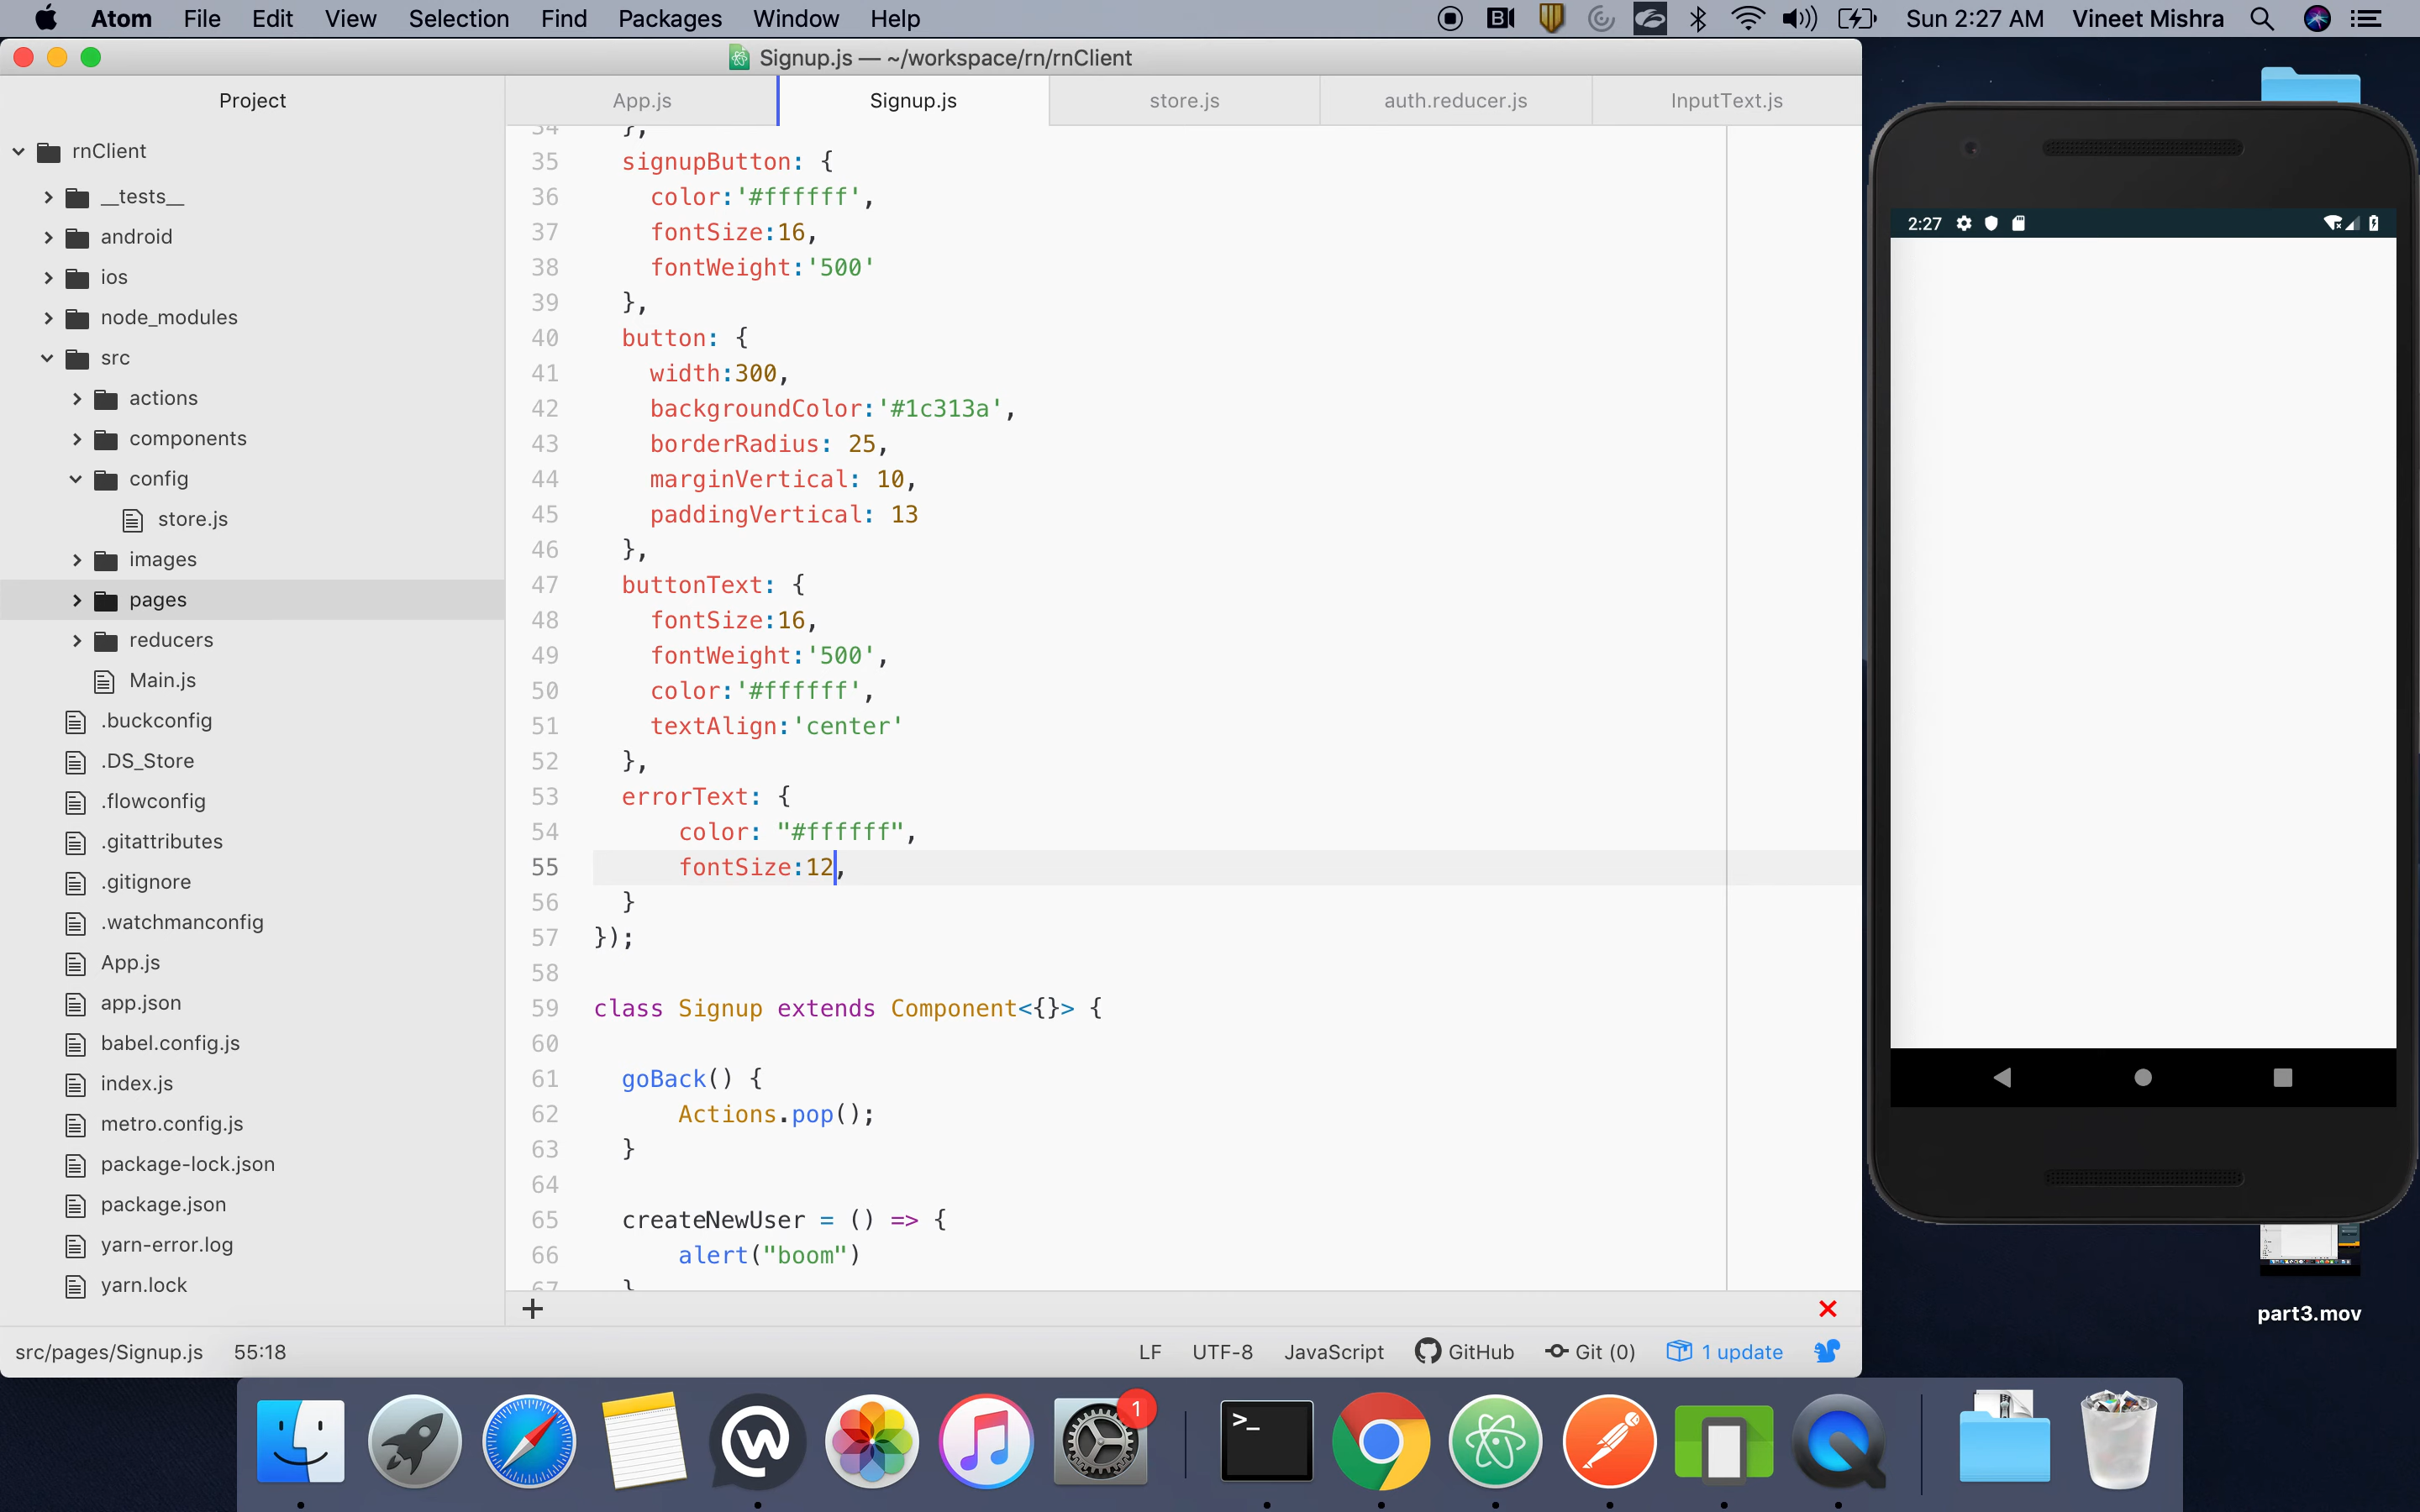 Atom File Edit View Selection Find Packages Window Help Sun 2:27 AM Vineet Mishra
Signup.js — ~/workspace/rn/rnClient
Project
rnClient
__tests__
android
ios
node_modules
src
actions
components
config
store.js
images
pages
reducers
Main.js
.buckconfig
.DS_Store
.flowconfig
.gitattributes
.gitignore
.watchmanconfig
App.js
app.json
babel.config.js
index.js
metro.config.js
package-lock.json
package.json
yarn-error.log
yarn.lock
App.js Signup.js store.js auth.reducer.js InputText.js
34 },
35 signupButton: {
36 color:'#ffffff',
37 fontSize:16,
38 fontWeight:'500'
39 },
40 button: {
41 width:300,
42 backgroundColor:'#1c313a',
43 borderRadius: 25,
44 marginVertical: 10,
45 paddingVertical: 13
46 },
47 buttonText: {
48 fontSize:16,
49 fontWeight:'500',
50 color:'#ffffff',
51 textAlign:'center'
52 },
53 errorText: {
54 color: "#ffffff",
55 fontSize:12,
56 }
57 });
58
59 class Signup extends Component<{}> {
60
61 goBack() {
62 Actions.pop();
63 }
64
65 createNewUser = () => {
66 alert("boom")
67 }
src/pages/Signup.js 55:18 LF UTF-8 JavaScript GitHub Git (0) 1 update
2:27
part3.mov
1